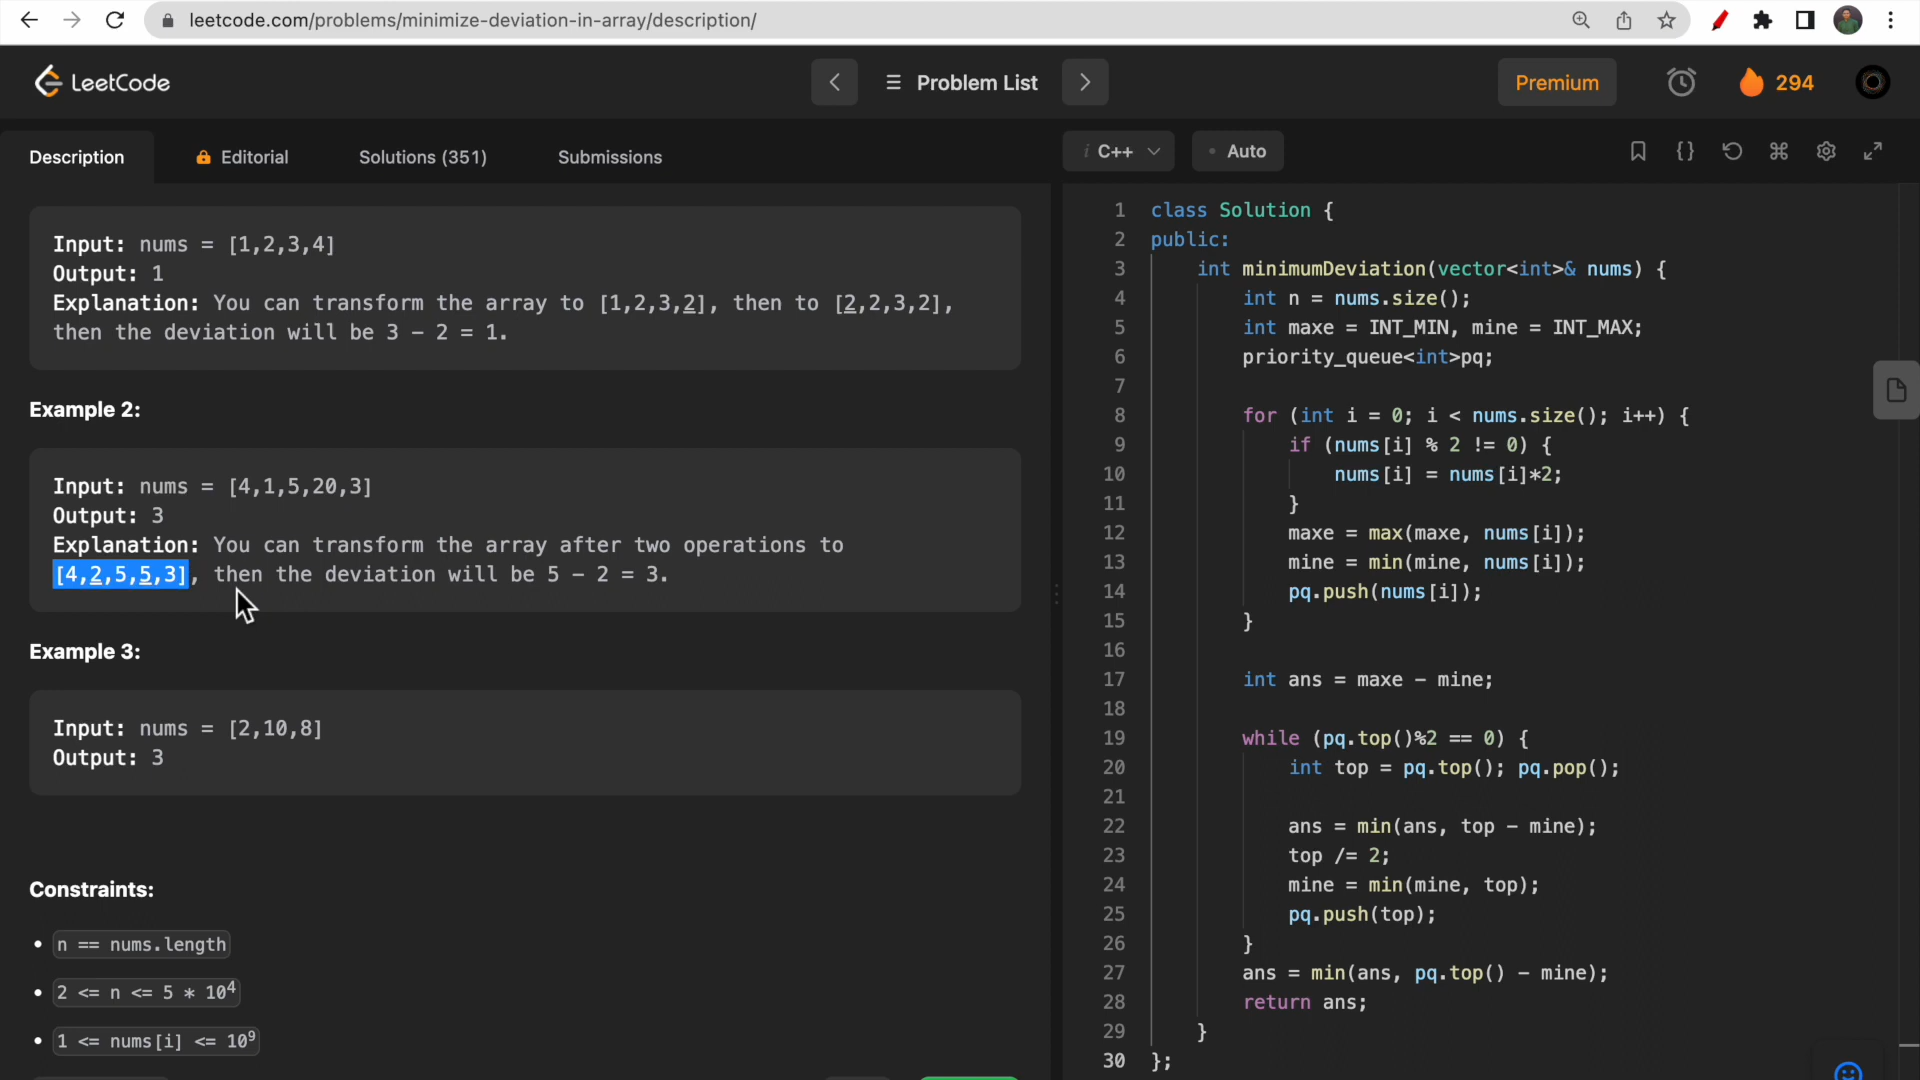 leetcode.com/problems/minimize-deviation-in-array/description/
LeetCode
Problem List
Premium
294
Description
Editorial
Solutions (351)
Submissions
Input: nums = [1,2,3,4]
Output: 1
Explanation: You can transform the array to [1,2,3,2], then to [2,2,3,2],
then the deviation will be 3 - 2 = 1.
Example 2:
Input: nums = [4,1,5,20,3]
Output: 3
Explanation: You can transform the array after two operations to
[4,2,5,5,3], then the deviation will be 5 - 2 = 3.
Example 3:
Input: nums = [2,10,8]
Output: 3
Constraints:
• n == nums.length
• 2 <= n <= 5 * 10⁴
• 1 <= nums[i] <= 10⁹
i C++
• Auto
1 class Solution {
2 public:
3 int minimumDeviation(vector<int>& nums) {
4 int n = nums.size();
5 int maxe = INT_MIN, mine = INT_MAX;
6 priority_queue<int>pq;
7
8 for (int i = 0; i < nums.size(); i++) {
9 if (nums[i] % 2 != 0) {
10 nums[i] = nums[i]*2;
11 }
12 maxe = max(maxe, nums[i]);
13 mine = min(mine, nums[i]);
14 pq.push(nums[i]);
15 }
16
17 int ans = maxe - mine;
18
19 while (pq.top()%2 == 0) {
20 int top = pq.top(); pq.pop();
21
22 ans = min(ans, top - mine);
23 top /= 2;
24 mine = min(mine, top);
25 pq.push(top);
26 }
27 ans = min(ans, pq.top() - mine);
28 return ans;
29 }
30 };